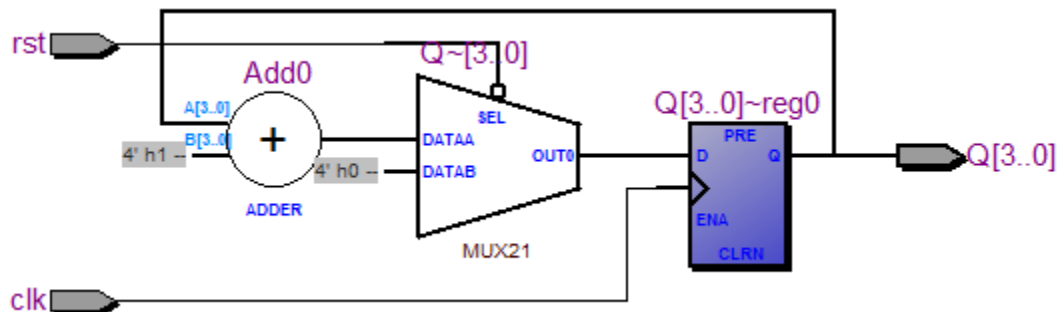 rst
Q~[3..0]
Add0
A[3..0]
B[3..0]
4' h1 --
+
ADDER
SEL
DATAA
4' h0 --
DATAB
OUT0
MUX21
Q[3..0]~reg0
PRE
D
Q
ENA
CLRN
Q[3..0]
clk